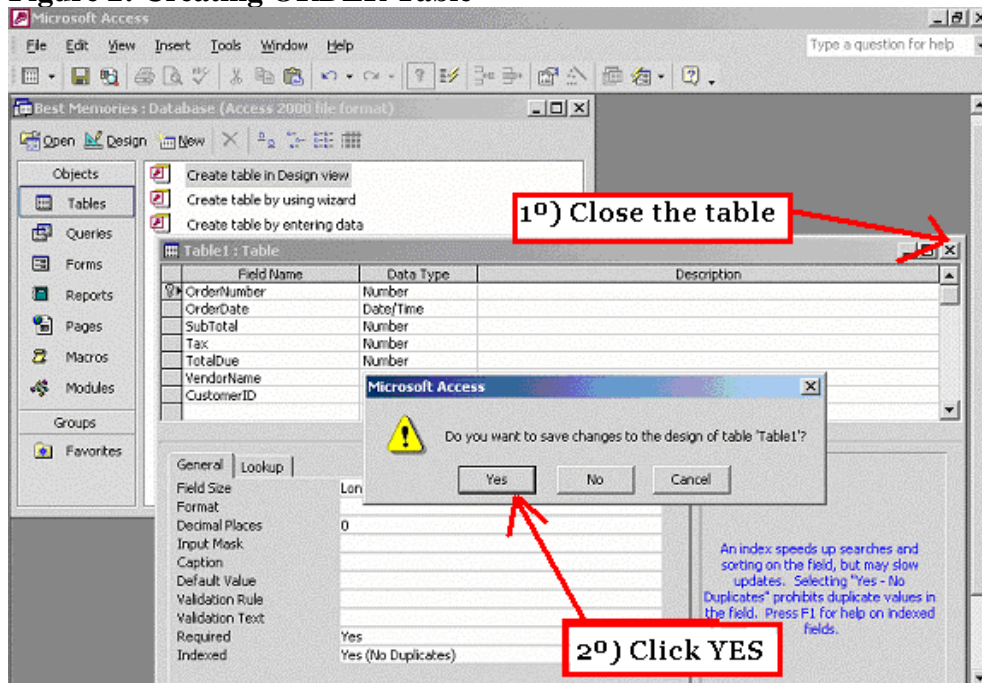 Figure 2: Creating ORDER Table
Microsoft Access
File Edit View Insert Tools Window Help
Type a question for help
Best Memories : Database (Access 2000 file format)
Open Design New
Objects
Tables
Queries
Forms
Reports
Pages
Macros
Modules
Groups
Favorites
Create table in Design view
Create table by using wizard
Create table by entering data
1º) Close the table
Table1 : Table
Field Name Data Type Description
OrderNumber Number
OrderDate Date/Time
SubTotal Number
Tax Number
TotalDue Number
VendorName
CustomerID
Microsoft Access
Do you want to save changes to the design of table 'Table1'?
Yes No Cancel
General Lookup
Field Size Lon
Format
Decimal Places 0
Input Mask
Caption
Default Value
Validation Rule
Validation Text
Required Yes
Indexed Yes (No Duplicates)
An index speeds up searches and
sorting on the field, but may slow
updates. Selecting "Yes - No
Duplicates" prohibits duplicate values in
the field. Press F1 for help on indexed
fields.
2º) Click YES